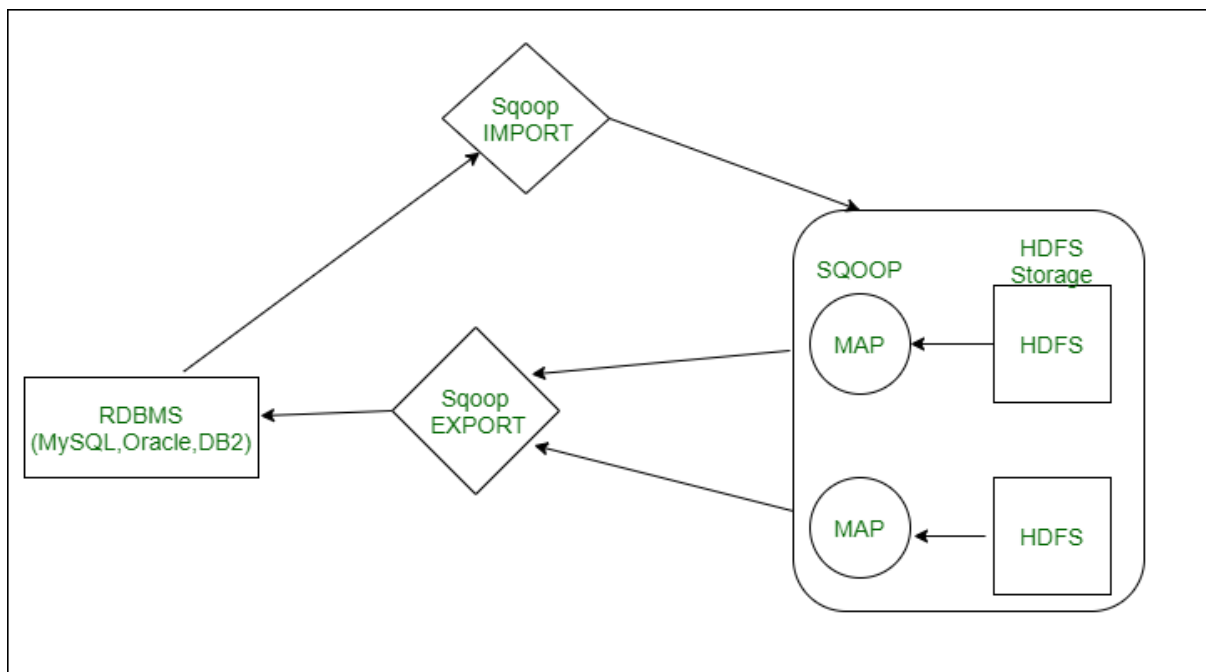 Sqoop
IMPORT
SQOOP
HDFS
Storage
MAP
HDFS
Sqoop
EXPORT
RDBMS
(MySQL,Oracle,DB2)
MAP
HDFS